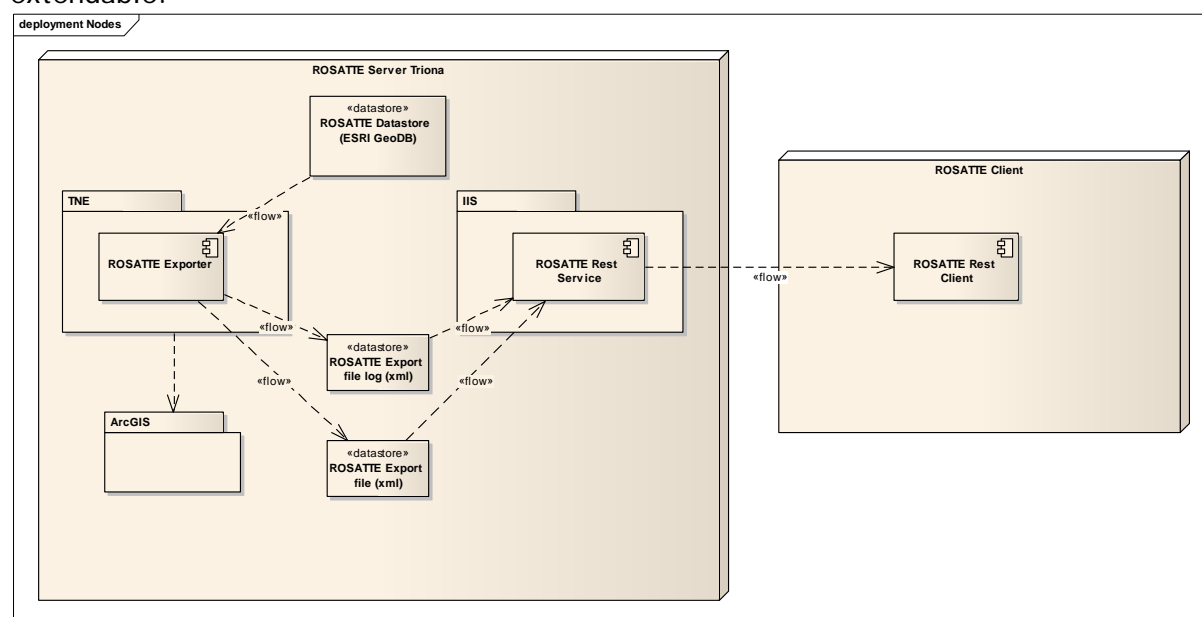 deployment Nodes
ROSATTE Server Triona
«datastore»
ROSATTE Datastore
(ESRI GeoDB)
ROSATTE Client
TNE
IIS
«flow»
ROSATTE Exporter
ROSATTE Rest
Service
ROSATTE Rest
Client
«flow»
«flow»
«flow»
«datastore»
ROSATTE Export
file log (xml)
«flow»
«flow»
ArcGIS
«datastore»
ROSATTE Export
file (xml)